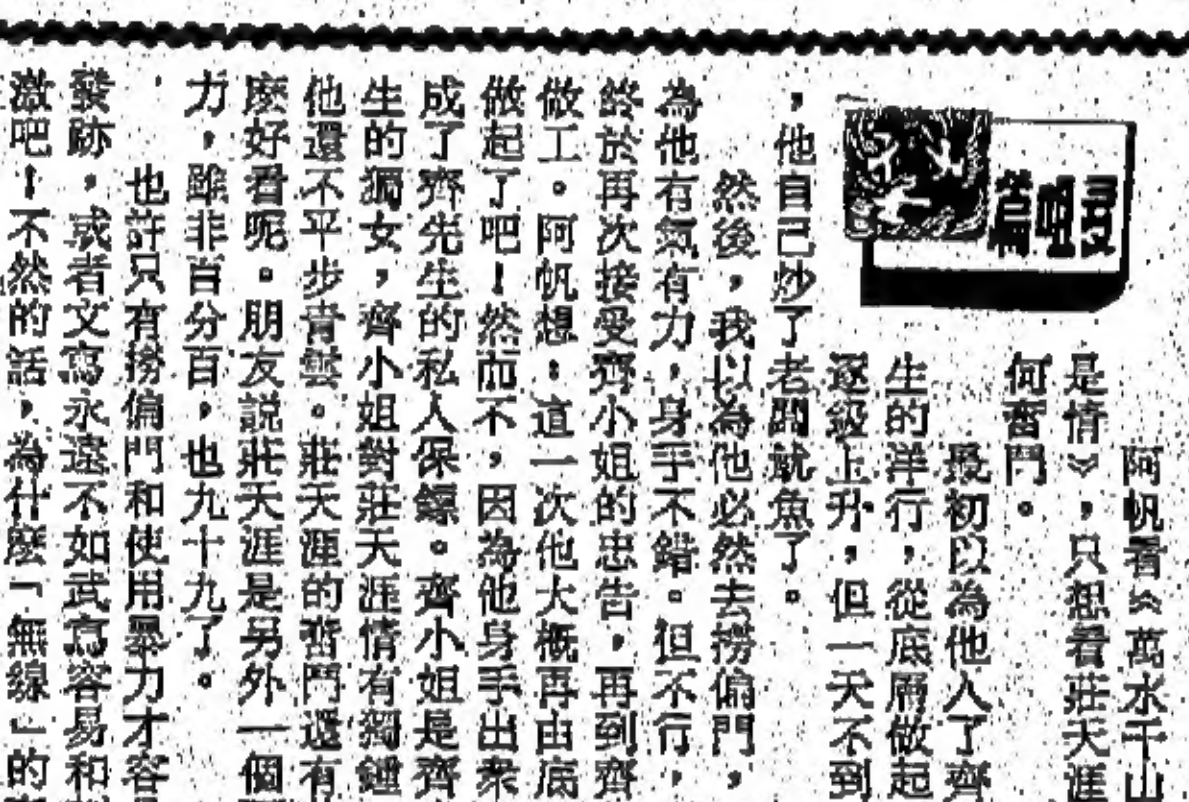 尋咀篇
阿帆看《萬水千山
是情》，只想看莊天涯
何奮鬥。
最初以為他入了齊
生的洋行，從底層做起
逐級上升，但一天不到
，他自己炒了老闆就魚了。
然後，我以為他必然去撈偏門，
為他有氣有力，身手不錯。但不行，
終於再次接受齊小姐的忠告，再到齊
做工。阿帆想：這一次他大概再由底
做起了吧！然而不，因為他身手出衆
成了齊先生的私人保鏢。齊小姐是齊
生的獨女，齊小姐對莊天涯情有獨鍾
他還不平步青雲。莊天涯的奮鬥還有
麼好看呢。朋友説莊天涯是另外一個
力，雖非百分百，也九十九了。
也許只有撈偏門和使用暴力才容
發跡，或者文寫永遠不如武寫容易和
激吧！不然的話，為什麼「無線」的